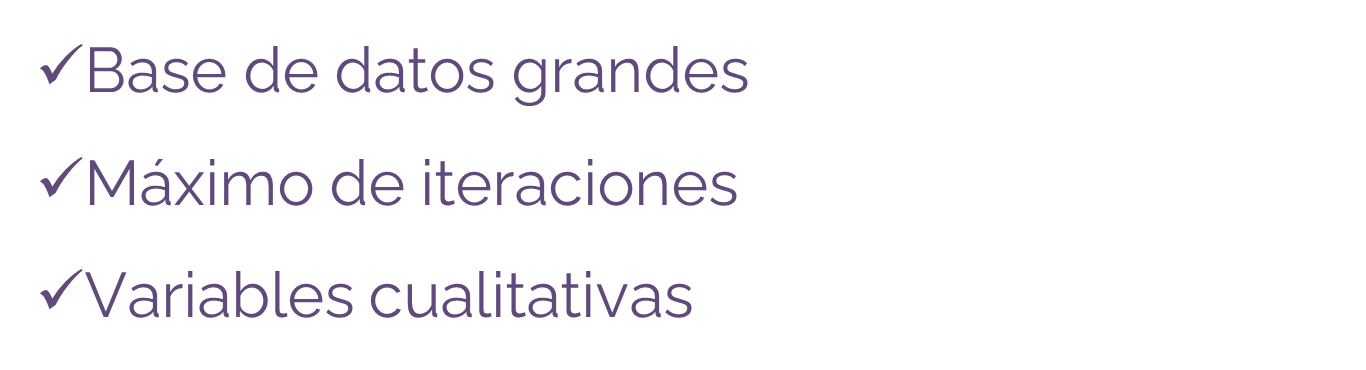 ✓Base de datos grandes
✓Máximo de iteraciones
✓Variables cualitativas